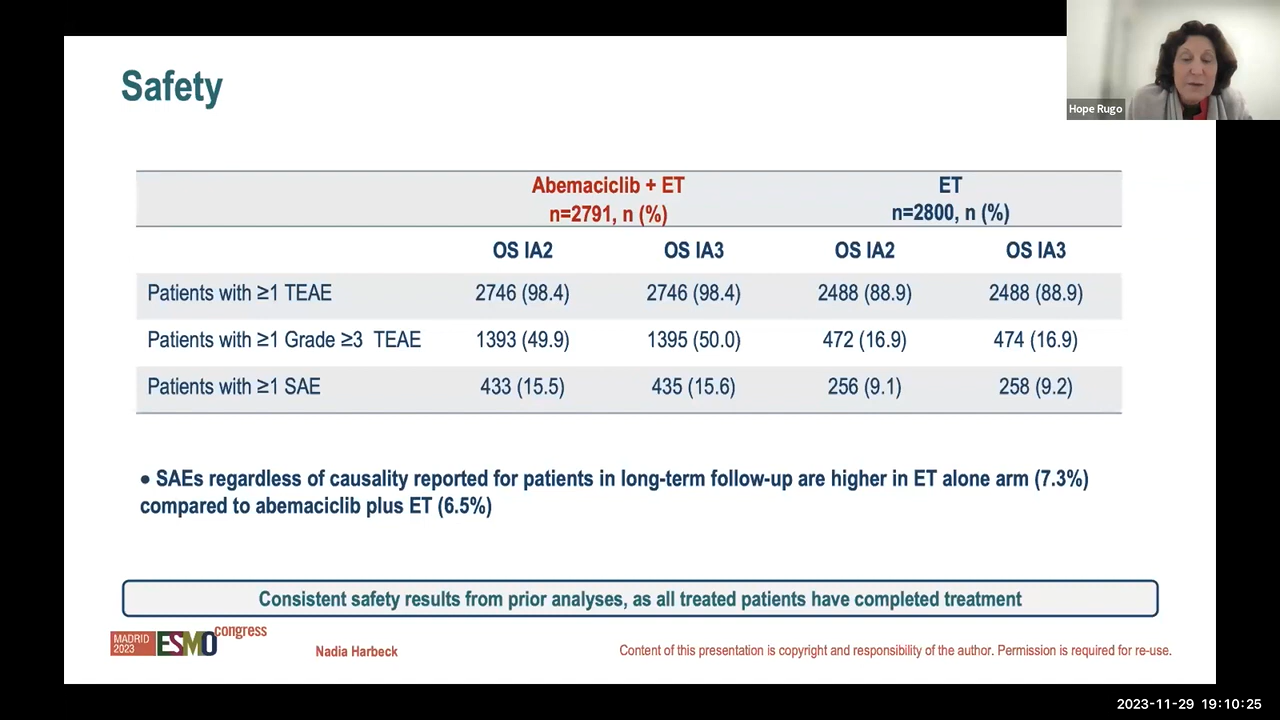 Safety
Hope Rugo
Abemaciclib + ET
n=2791, n (%)
ET
n=2800, n (%)
OS IA2 OS IA3 OS IA2 OS IA3
Patients with ≥1 TEAE 2746 (98.4) 2746 (98.4) 2488 (88.9) 2488 (88.9)
Patients with ≥1 Grade ≥3 TEAE 1393 (49.9) 1395 (50.0) 472 (16.9) 474 (16.9)
Patients with ≥1 SAE 433 (15.5) 435 (15.6) 256 (9.1) 258 (9.2)
• SAEs regardless of causality reported for patients in long-term follow-up are higher in ET alone arm (7.3%)
compared to abemaciclib plus ET (6.5%)
Consistent safety results from prior analyses, as all treated patients have completed treatment
MADRID
2023
ESMO congress
Nadia Harbeck
Content of this presentation is copyright and responsibility of the author. Permission is required for re-use.
2023-11-29 19:10:25